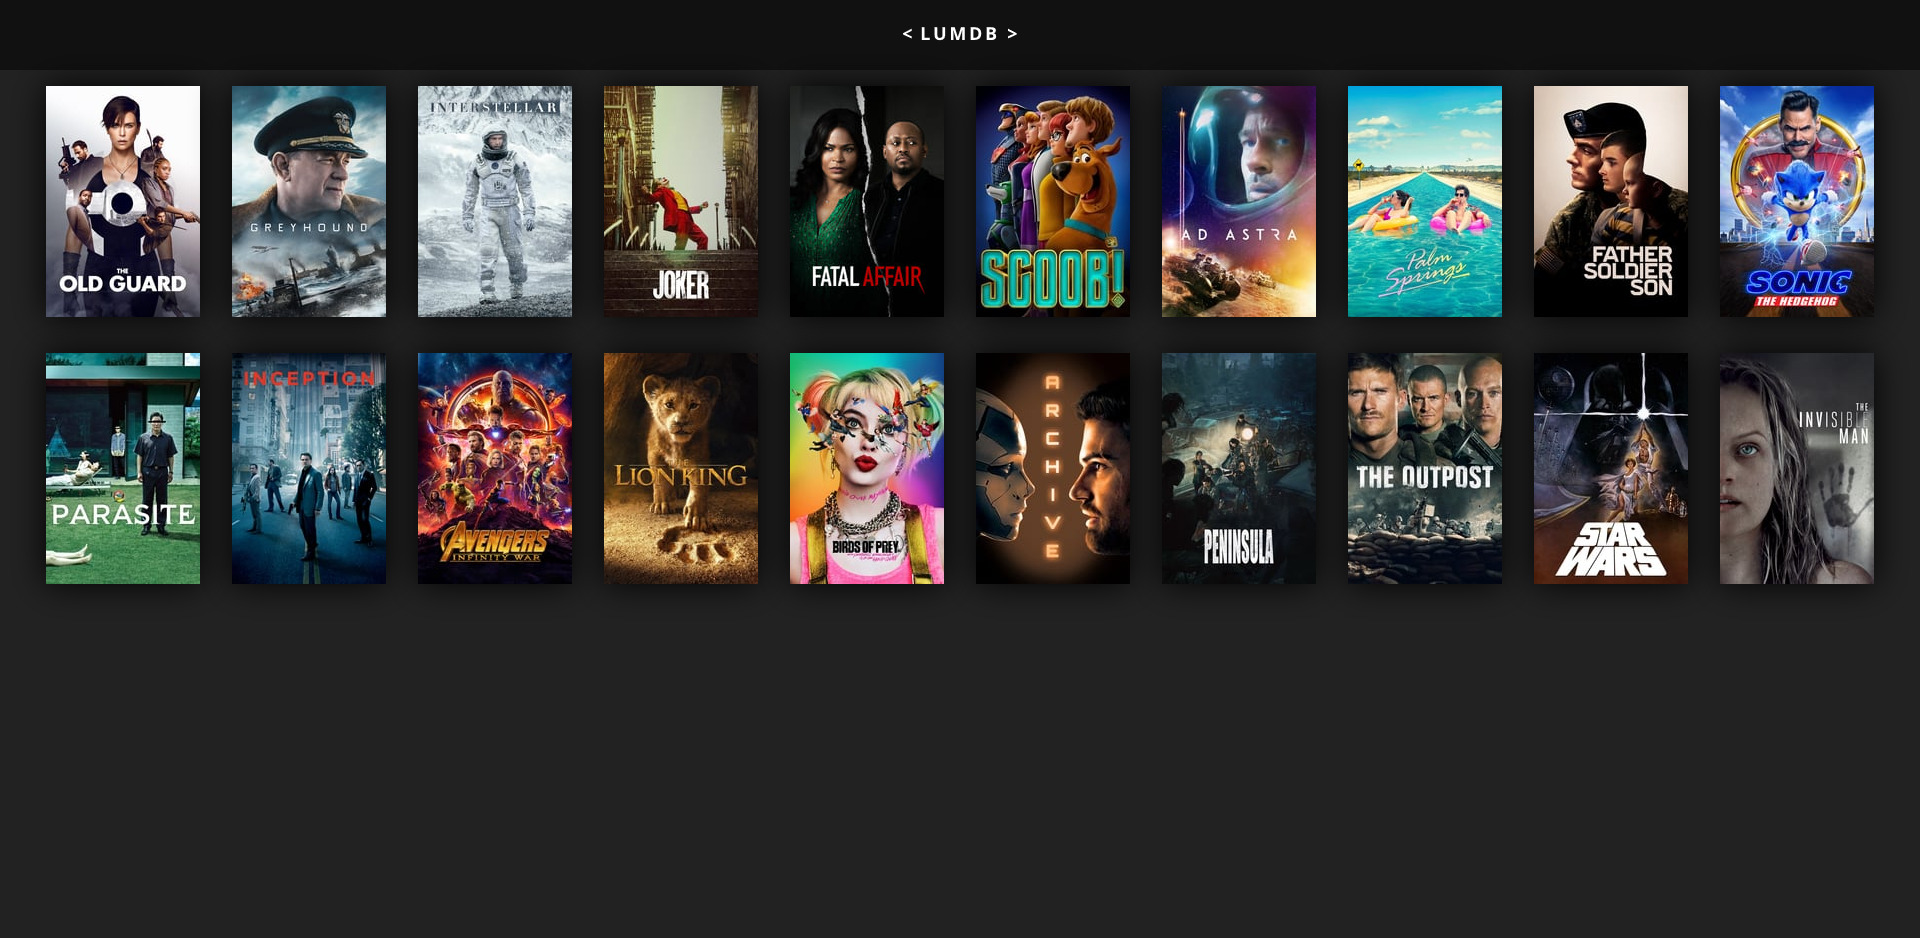 < LUMDB >
THE
OLD GUARD
GREYHOUND
INTERSTELLAR
JOKER
FATAL AFFAIR
SCOOB!
AD ASTRA
Palm
Springs
FATHER
SOLDIER
SON
SONIC
THE HEDGEHOG
PARASITE
INCEPTION
AVENGERS
INFINITY WAR
THE
LION KING
BIRDS OF PREY
ARCHIVE
PENINSULA
THE OUTPOST
STAR
WARS
THE
INVISIBLE
MAN